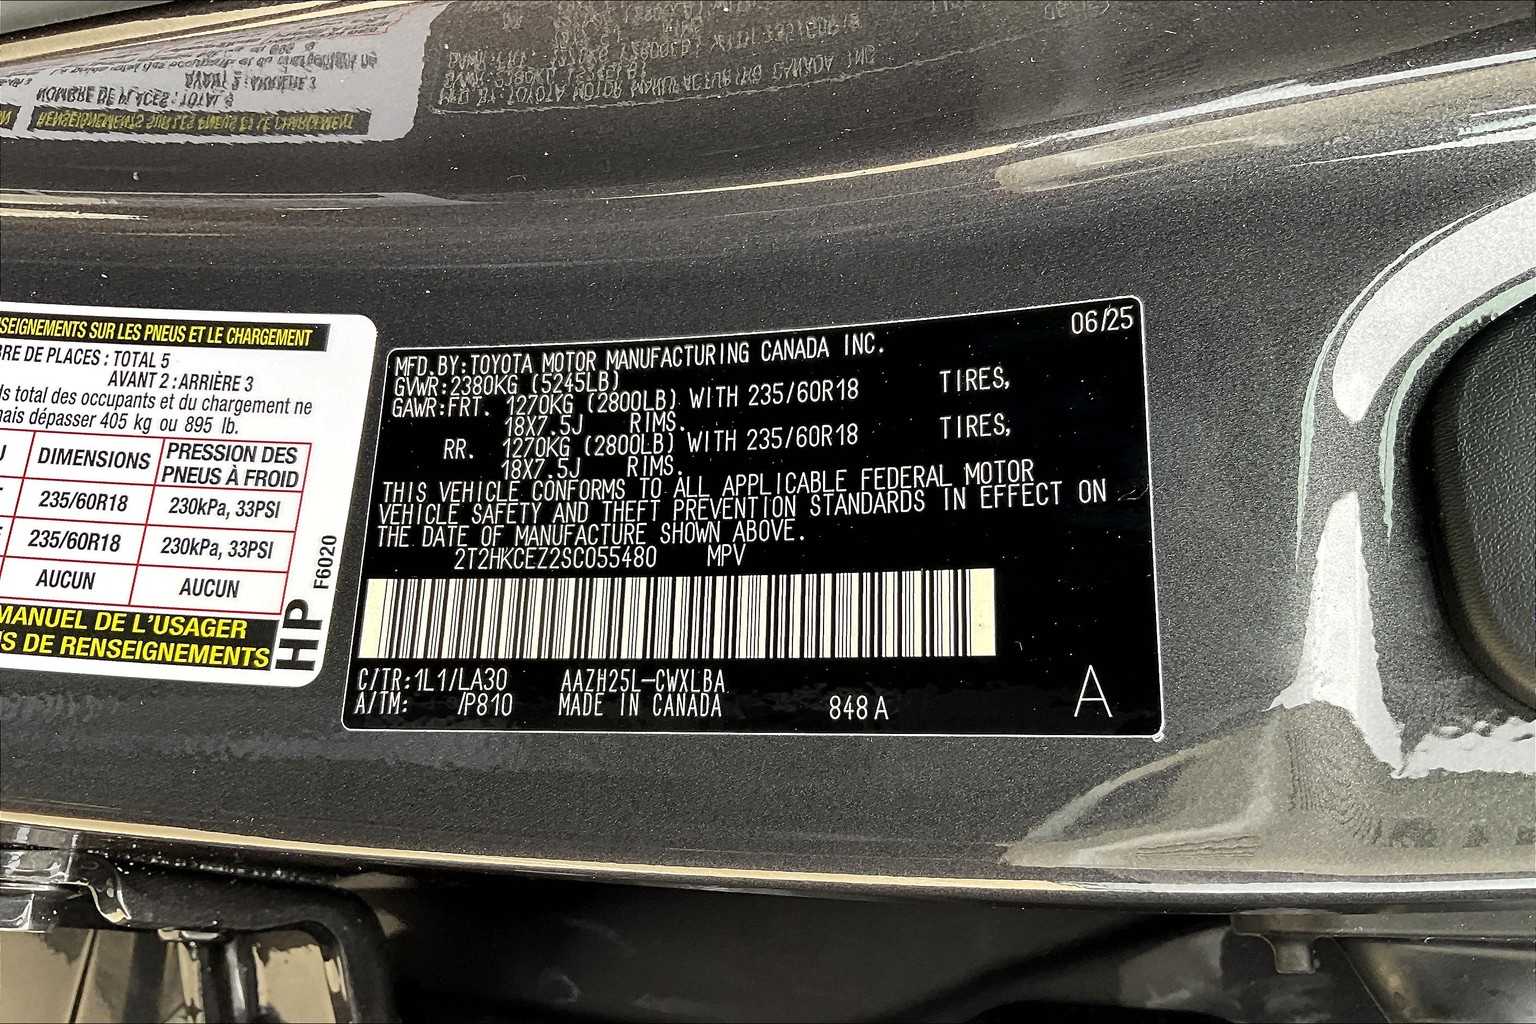 SEIGNEMENTS SUR LES PNEUS ET LE CHARGEMENT
BRE DE PLACES : TOTAL 5
AVANT 2 : ARRIÈRE 3
ds total des occupants et du chargement ne
mais dépasser 405 kg ou 895 lb.
DIMENSIONS PRESSION DES PNEUS À FROID
235/60R18 230kPa, 33PSI
235/60R18 230kPa, 33PSI
AUCUN AUCUN
MANUEL DE L'USAGER
S DE RENSEIGNEMENTS
HP F6020
06/25
MFD.BY:TOYOTA MOTOR MANUFACTURING CANADA INC.
GVWR:2380KG (5245LB)
GAWR:FRT. 1270KG (2800LB) WITH 235/60R18 TIRES,
18X7.5J RIMS.
RR. 1270KG (2800LB) WITH 235/60R18 TIRES,
18X7.5J RIMS.
THIS VEHICLE CONFORMS TO ALL APPLICABLE FEDERAL MOTOR
VEHICLE SAFETY AND THEFT PREVENTION STANDARDS IN EFFECT ON
THE DATE OF MANUFACTURE SHOWN ABOVE.
2T2HKCEZ2SC055480 MPV
C/TR:1L1/LA30 AAZH25L-CWXLBA
A/TM: /P810 MADE IN CANADA 848A A